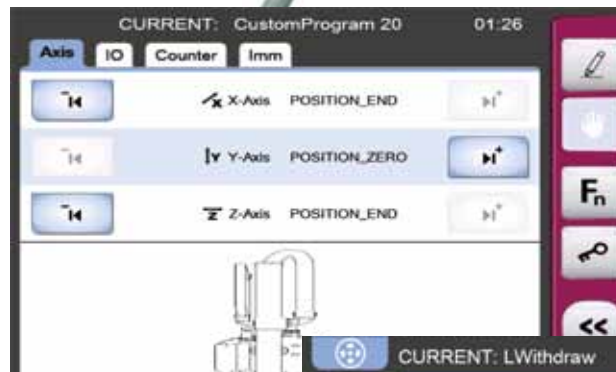 CURRENT: CustomProgram 20 01:26
Axis IO Counter Imm
X X-Axis POSITION_END
Y Y-Axis POSITION_ZERO
Z Z-Axis POSITION_END
Fn
<<
CURRENT: LWithdraw